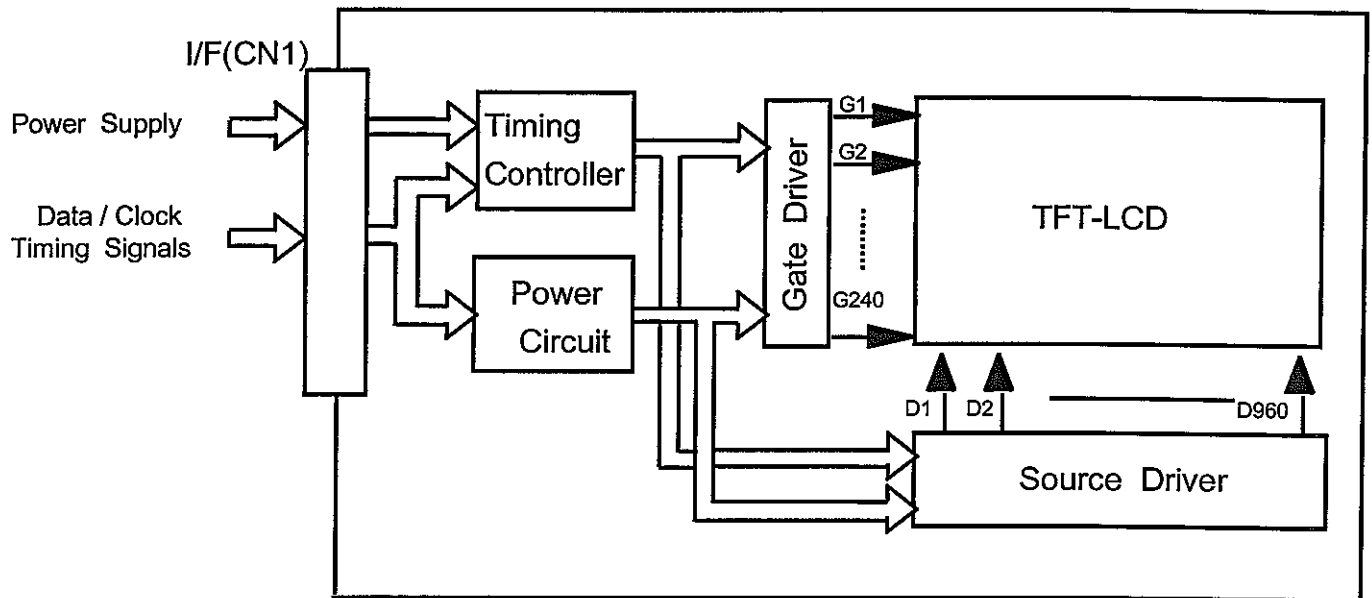 I/F(CN1)
Power Supply
Data / Clock
Timing Signals
Timing
Controller
Power
Circuit
Gate Driver
G1
G2
G240
TFT-LCD
D1
D2
D960
Source Driver